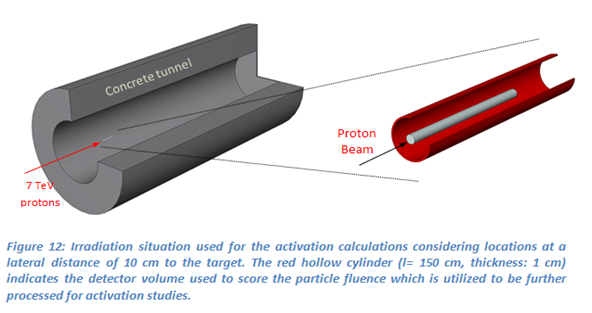 Concrete tunnel
Proton
Beam
7 TeV
protons
Figure 12: Irradiation situation used for the activation calculations considering locations at a
lateral distance of 10 cm to the target. The red hollow cylinder (l= 150 cm, thickness: 1 cm)
indicates the detector volume used to score the particle fluence which is utilized to be further
processed for activation studies.